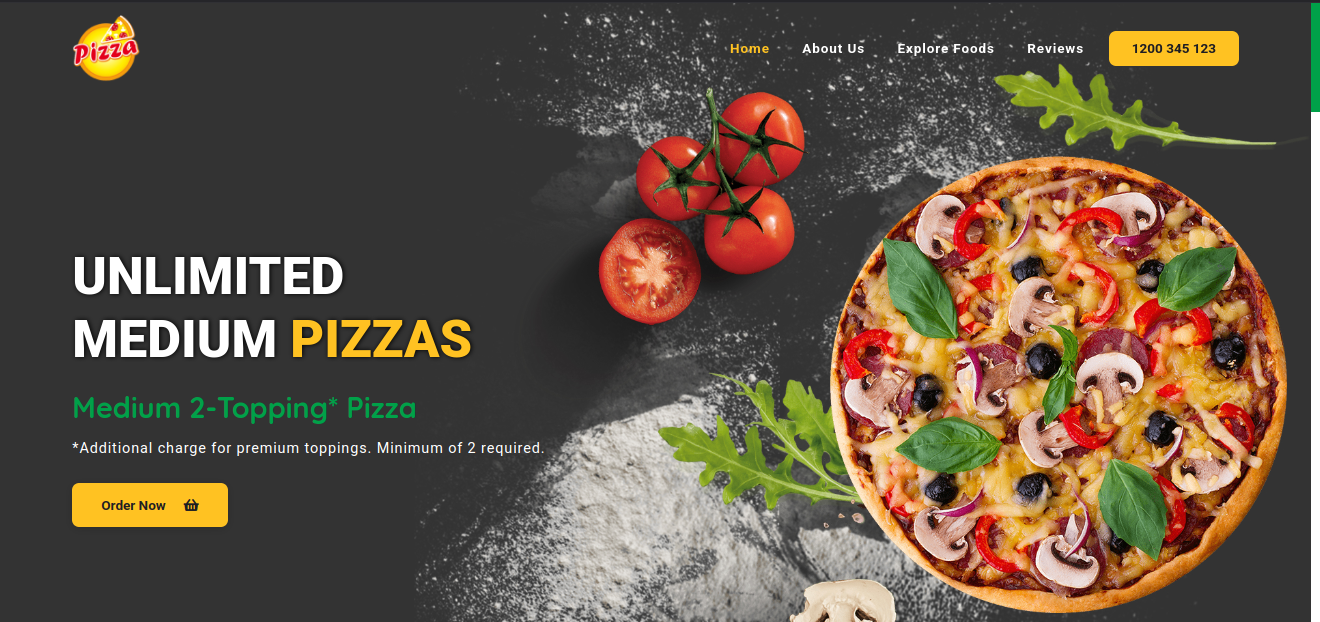 Pizza
Home About Us Explore Foods Reviews 1200 345 123
UNLIMITED
MEDIUM PIZZAS
Medium 2-Topping* Pizza
*Additional charge for premium toppings. Minimum of 2 required.
Order Now